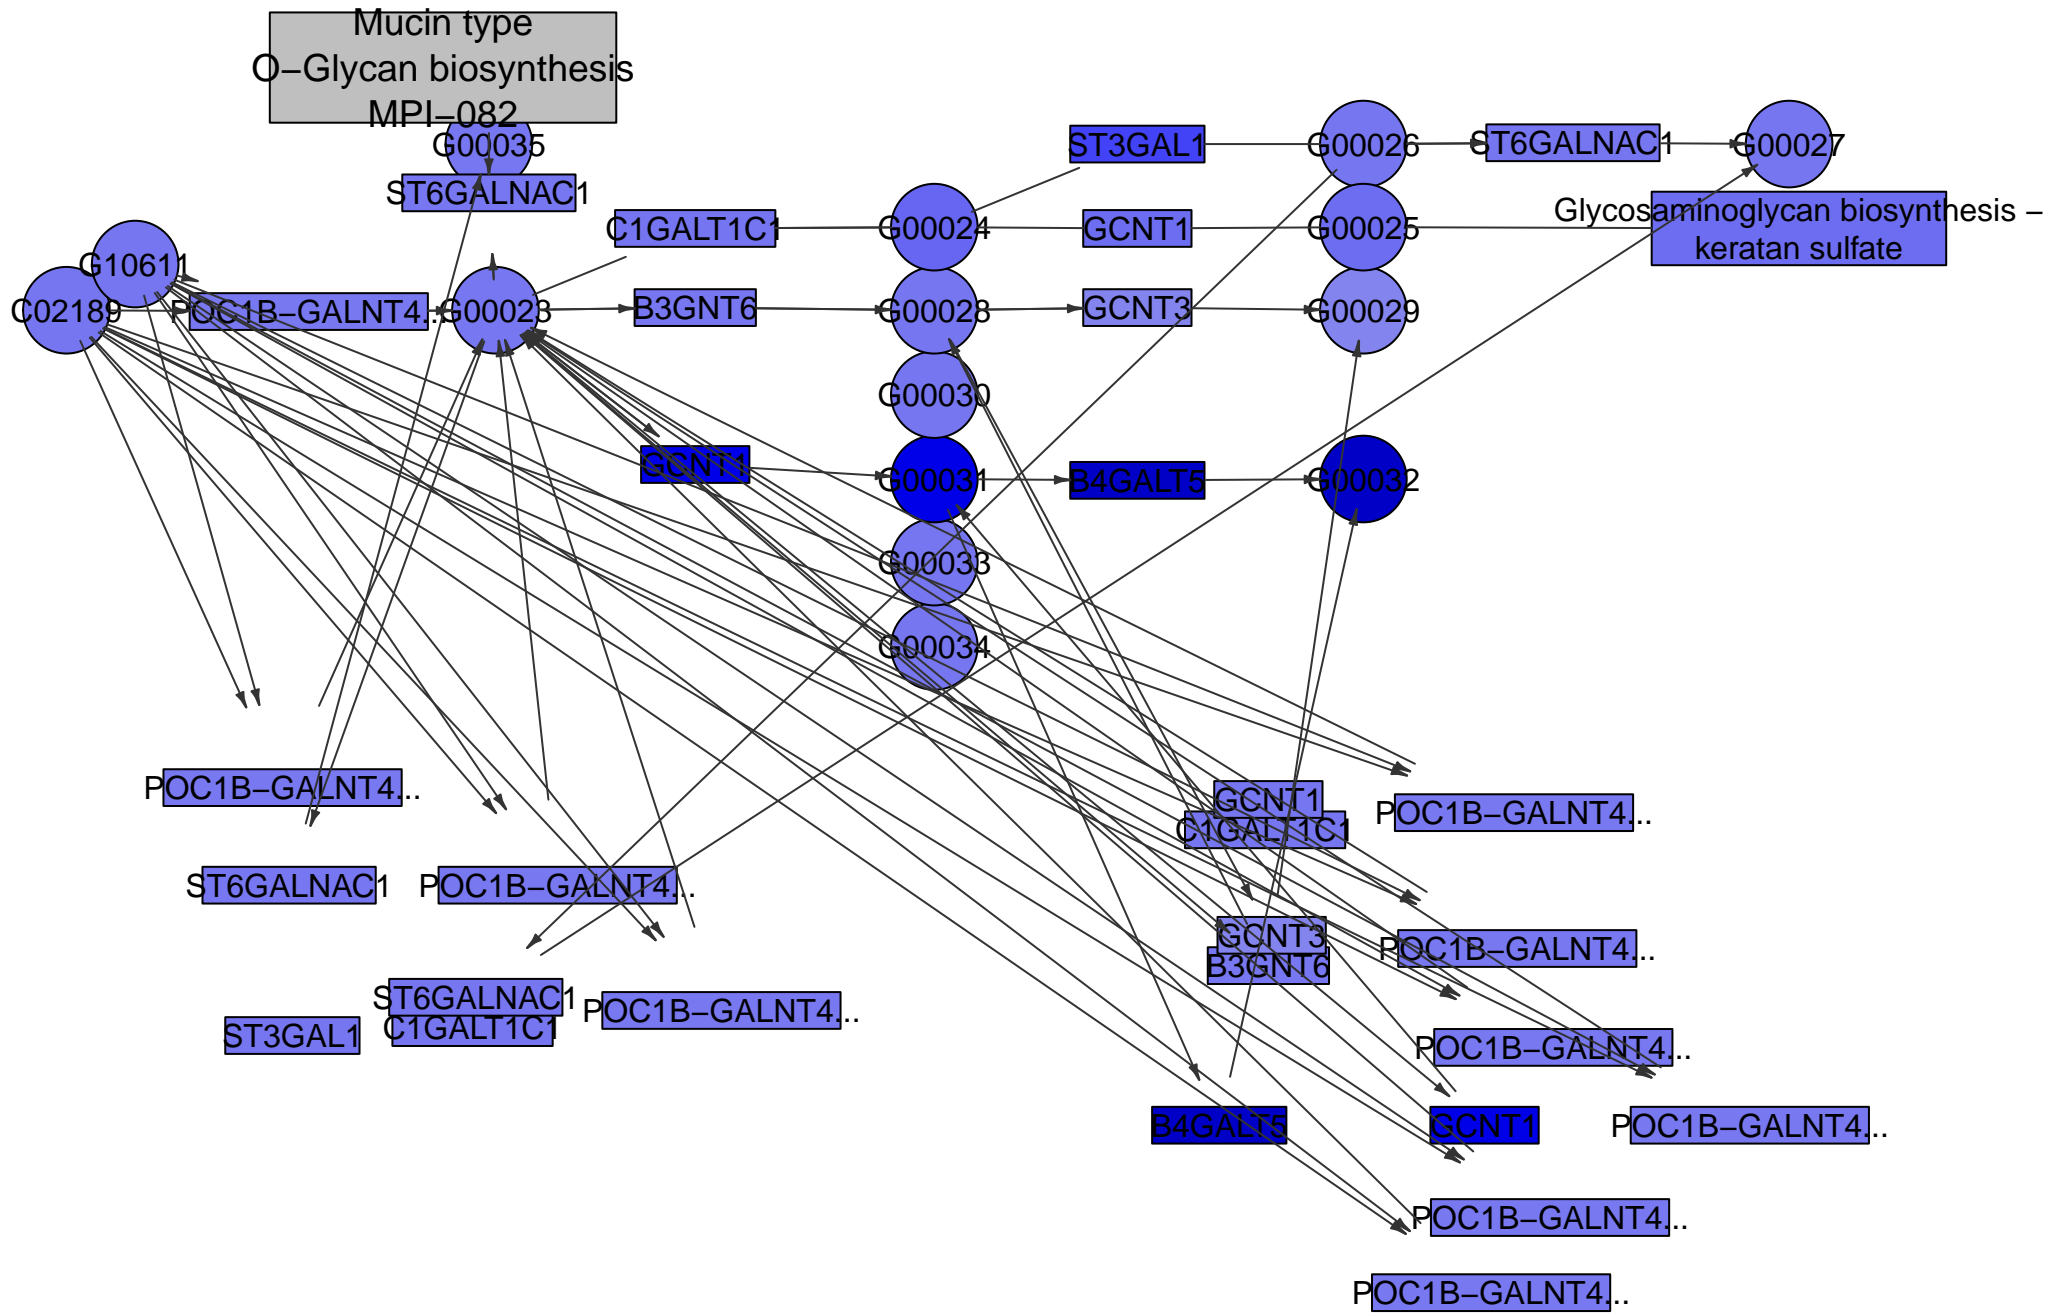 Mucin type
O–Glycan biosynthesis
MPI–082
G00035
ST3GAL1
G00026
ST6GALNAC1
G00027
ST6GALNAC1
C1GALT1C1
G00024
GCNT1
G00025
Glycosaminoglycan biosynthesis –
keratan sulfate
G10611
C02189
POC1B–GALNT4...
G00023
B3GNT6
G00028
GCNT3
G00029
G00030
GCNT1
G00031
B4GALT5
G00032
G00033
G00034
POC1B–GALNT4...
GCNT1
POC1B–GALNT4...
C1GALT1C1
ST6GALNAC1
POC1B–GALNT4...
GCNT3
POC1B–GALNT4...
B3GNT6
ST6GALNAC1
POC1B–GALNT4...
ST3GAL1
C1GALT1C1
POC1B–GALNT4...
B4GALT5
GCNT1
POC1B–GALNT4...
POC1B–GALNT4...
POC1B–GALNT4...